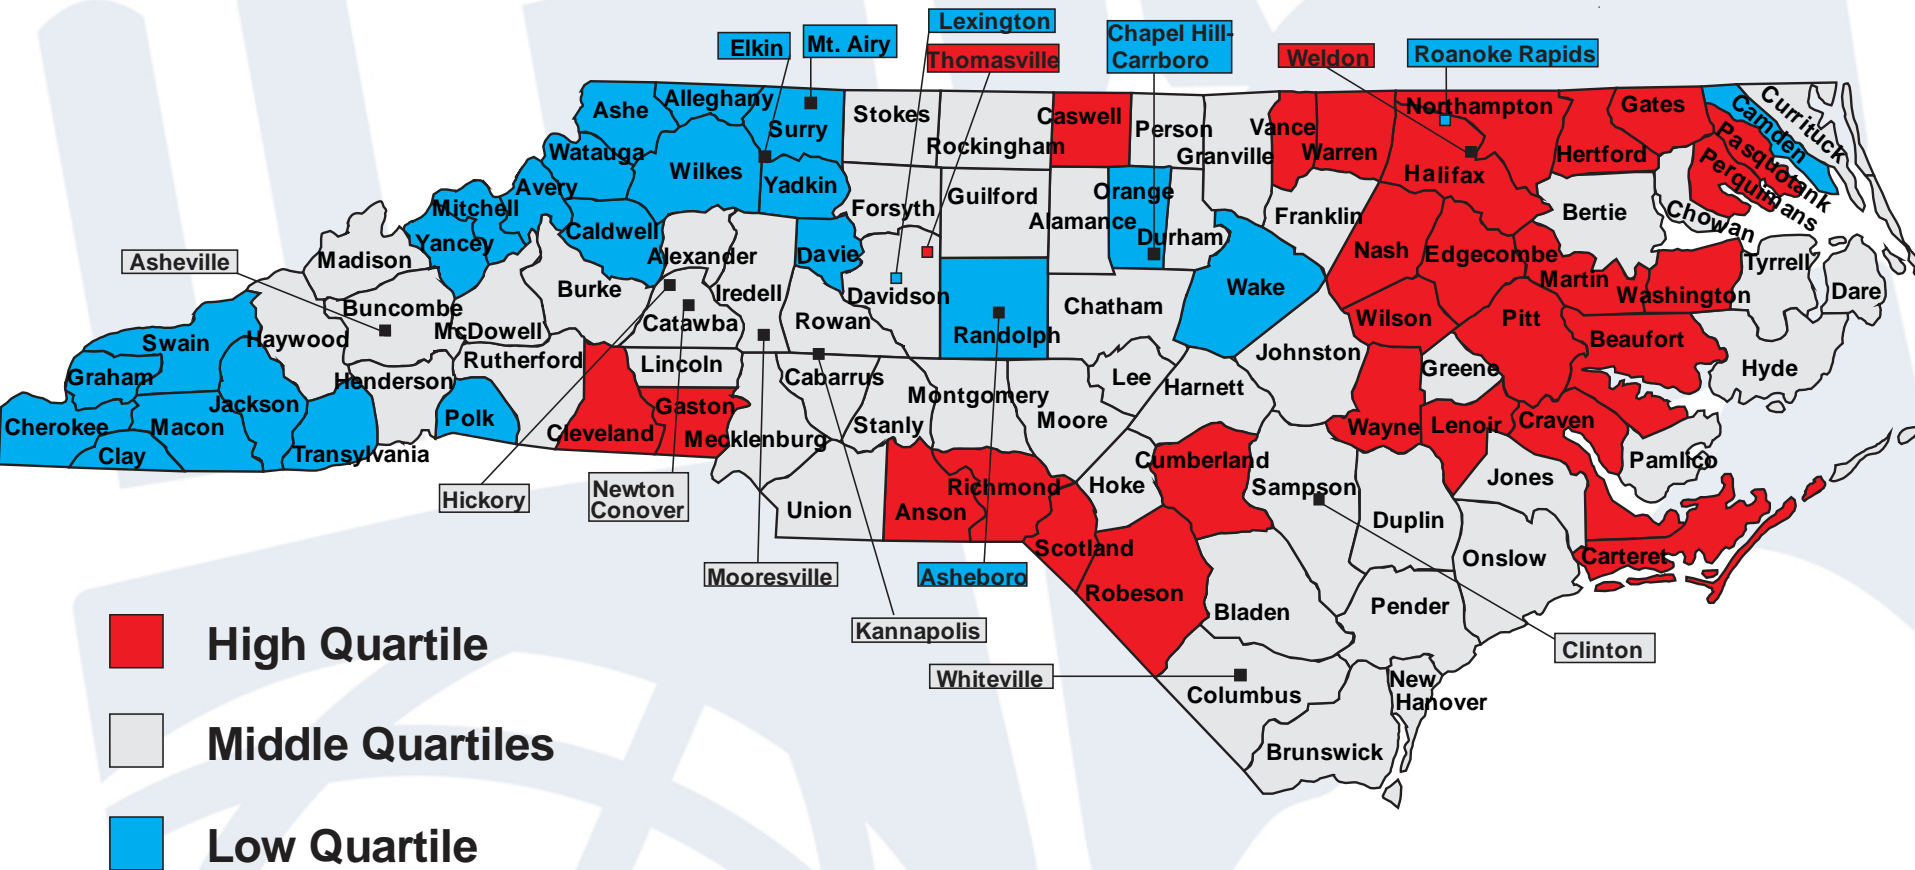 Lexington
Elkin
Mt. Airy
Thomasville
Chapel Hill-
Carrboro
Weldon
Roanoke Rapids
Ashe
Alleghany
Surry
Stokes
Rockingham
Caswell
Person
Granville
Vance
Warren
Northampton
Halifax
Hertford
Gates
Camden
Currituck
Pasquotank
Perquimans
Chowan
Watauga
Wilkes
Yadkin
Forsyth
Guilford
Alamance
Orange
Durham
Franklin
Nash
Edgecombe
Bertie
Martin
Washington
Tyrrell
Dare
Avery
Mitchell
Yancey
Caldwell
Alexander
Davie
Iredell
Davidson
Randolph
Chatham
Wake
Wilson
Pitt
Beaufort
Hyde
Asheville
Madison
Buncombe
McDowell
Burke
Catawba
Rowan
Johnston
Greene
Swain
Haywood
Rutherford
Lincoln
Cabarrus
Montgomery
Stanly
Moore
Lee
Harnett
Wayne
Lenoir
Craven
Pamlico
Graham
Henderson
Jackson
Polk
Cleveland
Gaston
Mecklenburg
Cherokee
Macon
Clay
Transylvania
Union
Anson
Richmond
Hoke
Cumberland
Sampson
Duplin
Jones
Onslow
Carteret
Hickory
Newton
Conover
Mooresville
Kannapolis
Asheboro
Scotland
Robeson
Bladen
Pender
Clinton
Whiteville
Columbus
New
Hanover
Brunswick
High Quartile
Middle Quartiles
Low Quartile